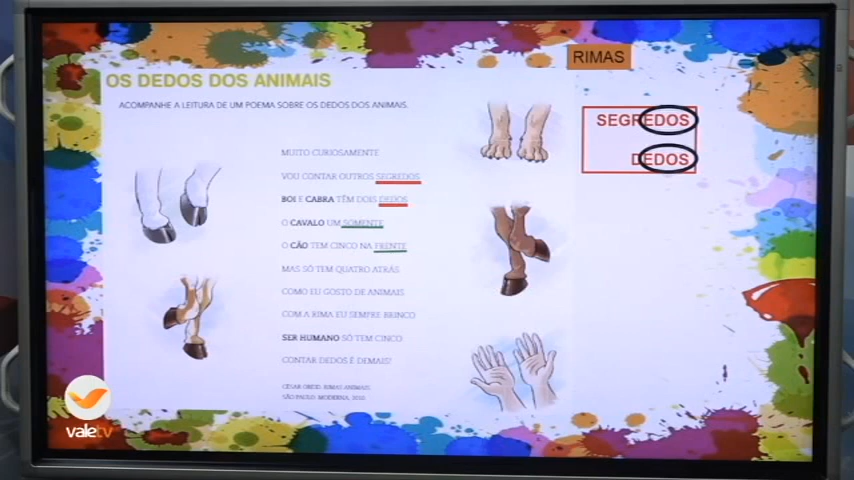 RIMAS
OS DEDOS DOS ANIMAIS
ACOMPANHE A LEITURA DE UM POEMA SOBRE OS DEDOS DOS ANIMAIS.
SEGREDOS
DEDOS
MUITO CURIOSAMENTE
VOU CONTAR OUTROS SEGREDOS
BOI E CABRA TÊM DOIS DEDOS
O CAVALO UM SOMENTE
O CÃO TEM CINCO NA FRENTE
MAS SÓ TEM QUATRO ATRÁS
COMO EU GOSTO DE ANIMAIS
COM A RIMA EU SEMPRE BRINCO
SER HUMANO SÓ TEM CINCO
CONTAR DEDOS É DEMAIS!
CÉSAR OBEID. RIMAS ANIMAIS.
SÃO PAULO: MODERNA, 2010.
valetv